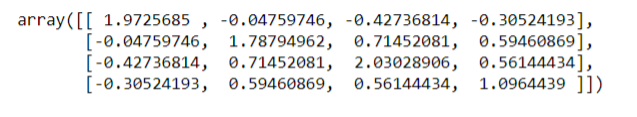 array([[ 1.9725685 , -0.04759746, -0.42736814, -0.30524193],
[-0.04759746, 1.78794962, 0.71452081, 0.59460869],
[-0.42736814, 0.71452081, 2.03028906, 0.56144434],
[-0.30524193, 0.59460869, 0.56144434, 1.0964439 ]])